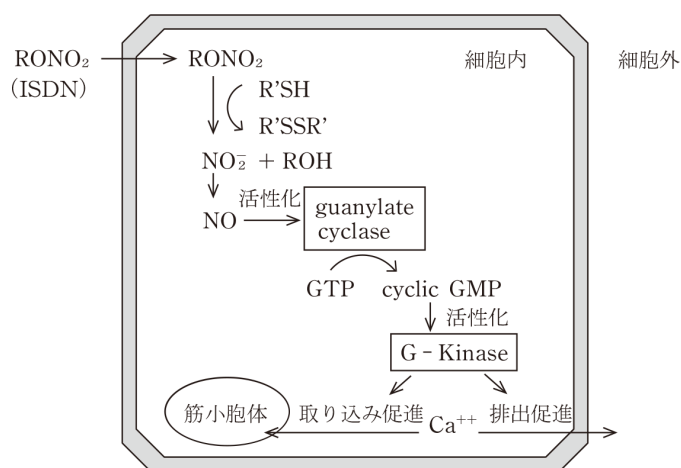 RONO₂
(ISDN)
RONO₂
細胞内
細胞外
R'SH
R'SSR'
NO₂⁻ + ROH
NO
活性化
guanylate
cyclase
GTP
cyclic GMP
活性化
G-Kinase
筋小胞体
取り込み促進
Ca⁺⁺
排出促進